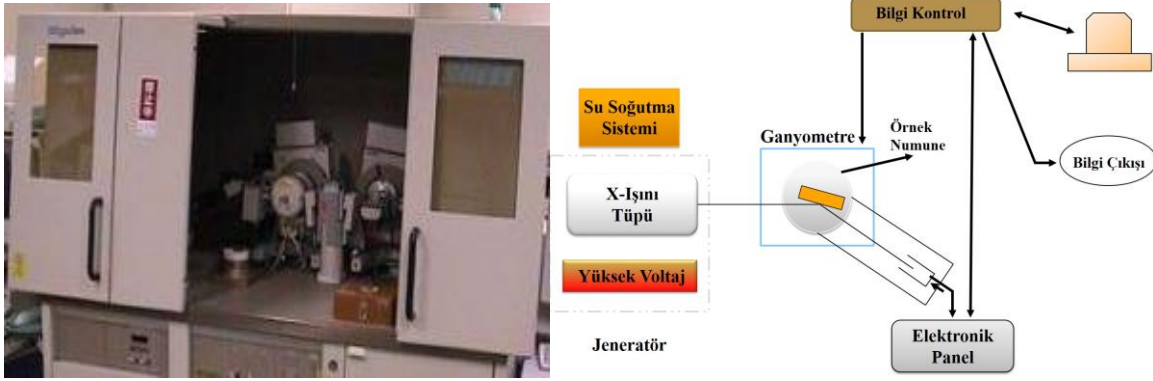 Bilgi Kontrol
Su Soğutma
Sistemi
Ganyometre
Örnek
Numune
Bilgi Çıkışı
X-Işını
Tüpü
Yüksek Voltaj
Jeneratör
Elektronik
Panel